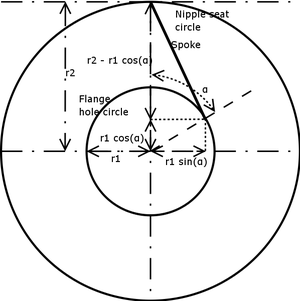 Nipple seat
circle
Spoke
r2 - r1 cos(α)
r2
α
Flange
hole circle
r1 cos(α)
r1
r1 sin(α)